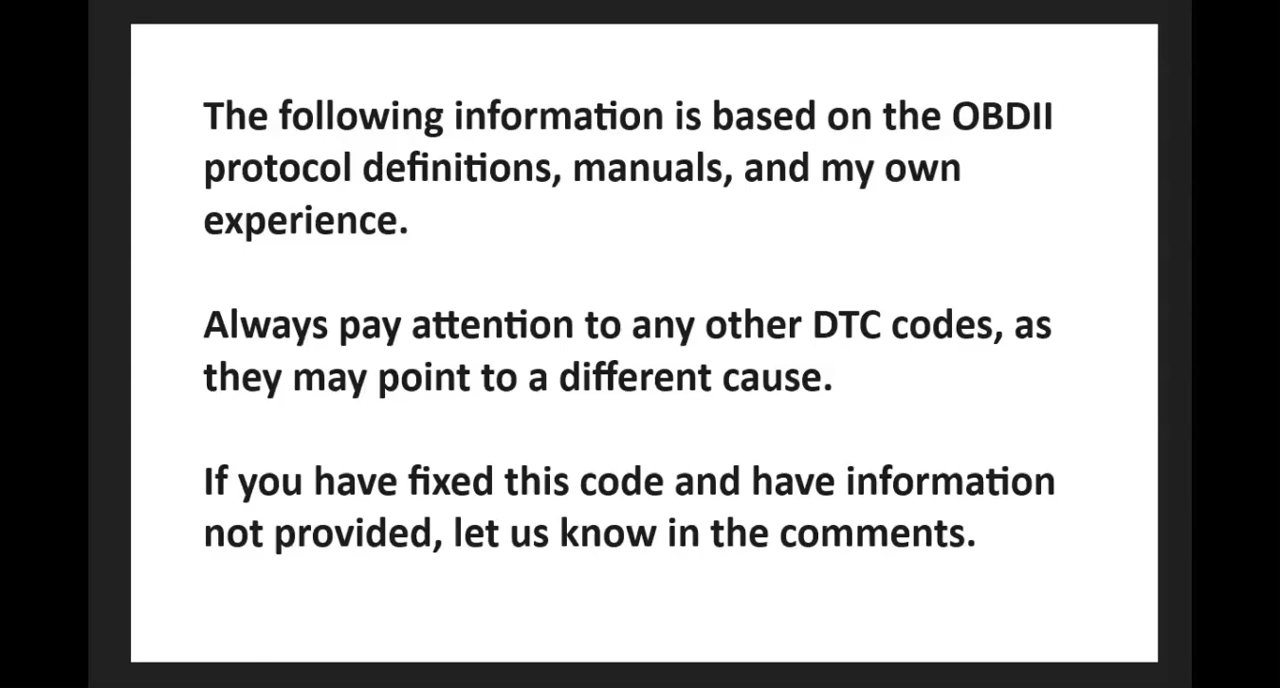 The following information is based on the OBDII
protocol definitions, manuals, and my own
experience.
Always pay attention to any other DTC codes, as
they may point to a different cause.
If you have fixed this code and have information
not provided, let us know in the comments.